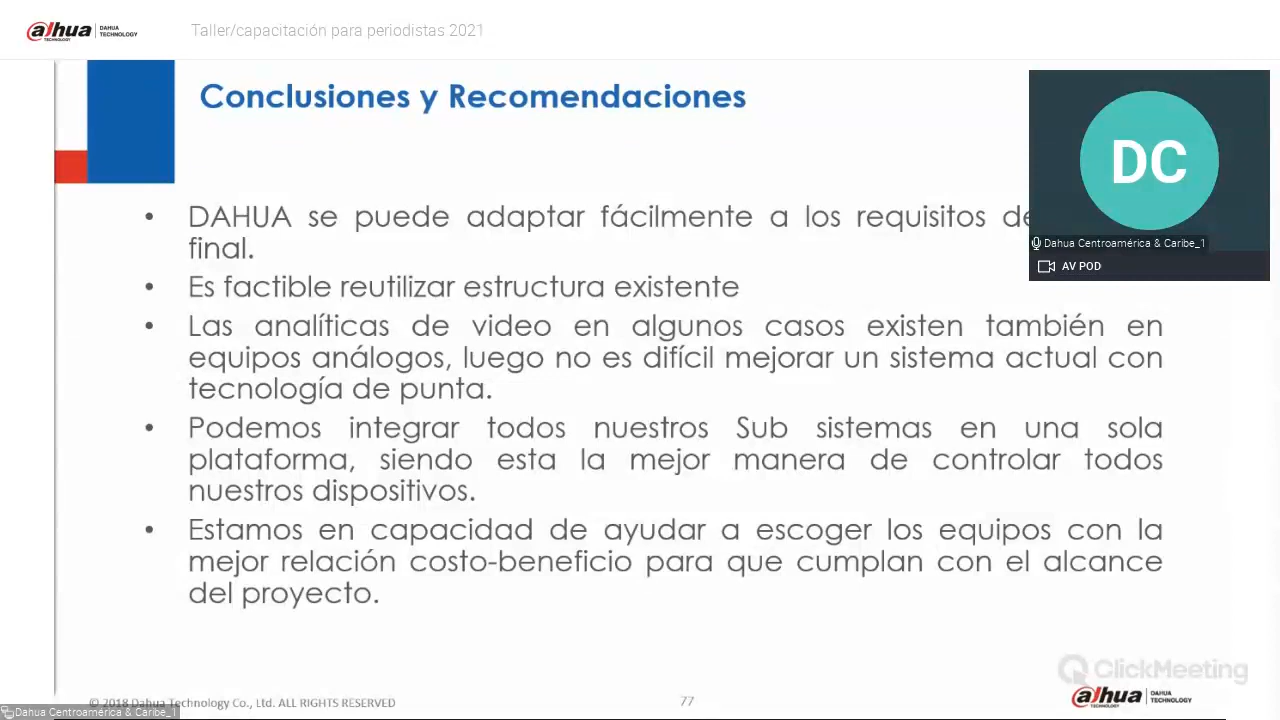 alhua DAHUA TECHNOLOGY
TECHNOLOGY
Taller/capacitación para periodistas 2021
Conclusiones y Recomendaciones
DC
Dahua Centroamérica & Caribe_1
AV POD
• DAHUA se puede adaptar fácilmente a los requisitos
final.
• Es factible reutilizar estructura existente
• Las analíticas de video en algunos casos existen también en
equipos análogos, luego no es difícil mejorar un sistema actual con
tecnología de punta.
• Podemos integrar todos nuestros Sub sistemas en una sola
plataforma, siendo esta la mejor manera de controlar todos
nuestros dispositivos.
• Estamos en capacidad de ayudar a escoger los equipos con la
mejor relación costo-beneficio para que cumplan con el alcance
del proyecto.
ClickMeeting
© 2018 Dahua Technology Co., Ltd. ALL RIGHTS RESERVED
77
alhua DAHUA TECHNOLOGY
TECHNOLOGY
Dahua Centroamérica & Caribe_1